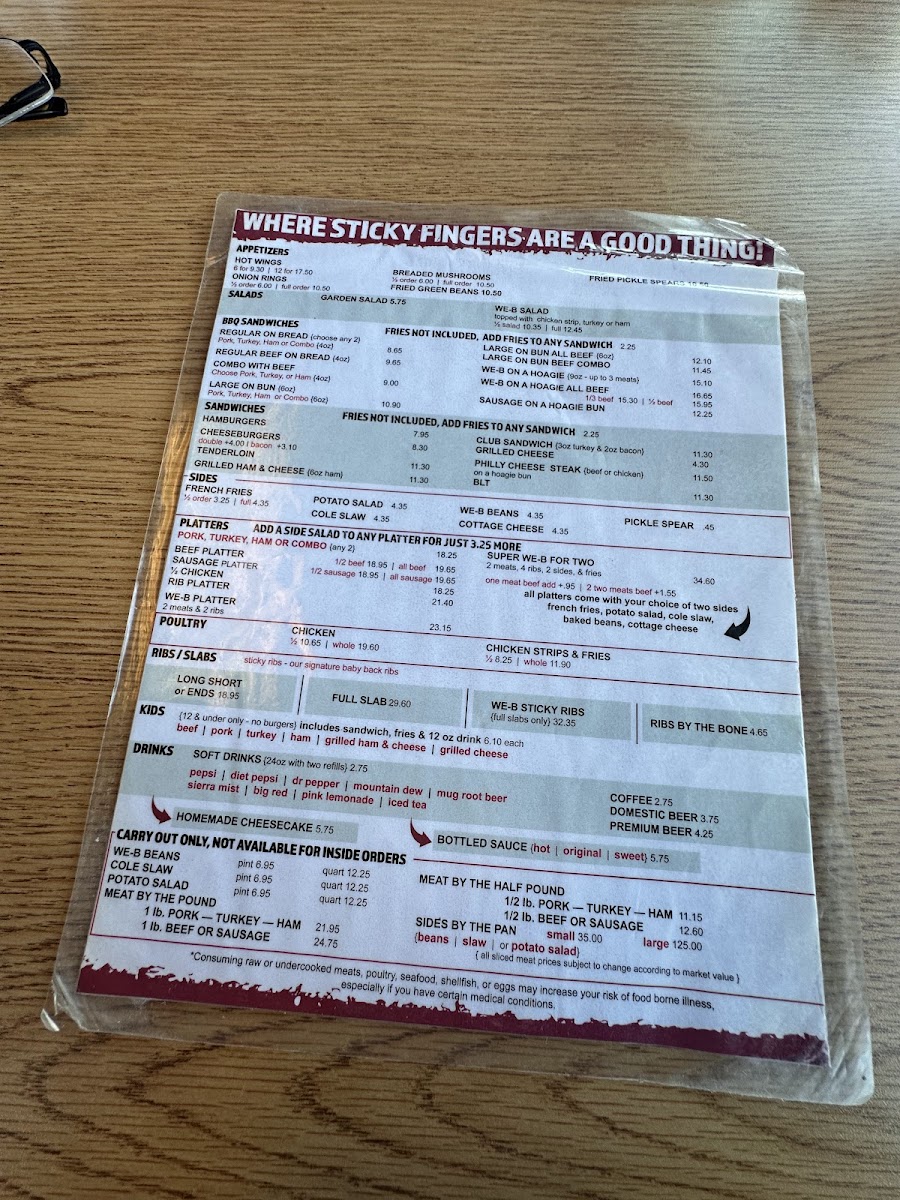 WHERE STICKY FINGERS ARE A GOOD THING!
APPETIZERS
HOT WINGS
6 for 9.30 | 12 for 17.50
ONION RINGS
½ order 6.00 | full order 10.50
BREADED MUSHROOMS
½ order 6.00 | full order 10.50
FRIED GREEN BEANS 10.50
FRIED PICKLE SPEARS
SALADS
GARDEN SALAD 5.75
WE-B SALAD
topped with chicken strip, turkey or ham
½ salad 10.35 | full 12.45
BBQ SANDWICHES
FRIES NOT INCLUDED, ADD FRIES TO ANY SANDWICH 2.25
REGULAR ON BREAD (choose any 2)
Pork, Turkey, Ham or Combo (4oz) 8.65
REGULAR BEEF ON BREAD (4oz) 9.65
COMBO WITH BEEF
Choose Pork, Turkey, or Ham (4oz) 9.00
LARGE ON BUN (6oz)
Pork, Turkey, Ham or Combo (6oz) 10.90
LARGE ON BUN ALL BEEF (6oz) 12.10
LARGE ON BUN BEEF COMBO 11.45
WE-B ON A HOAGIE (9oz - up to 3 meats) 15.10
WE-B ON A HOAGIE ALL BEEF 16.65
1/3 beef 15.30 | ⅔ beef 15.95
SAUSAGE ON A HOAGIE BUN 12.25
SANDWICHES
FRIES NOT INCLUDED, ADD FRIES TO ANY SANDWICH 2.25
HAMBURGERS 7.95
CHEESEBURGERS 8.30
double +4.00 | bacon +3.10
TENDERLOIN 11.30
GRILLED HAM & CHEESE (6oz ham) 11.30
CLUB SANDWICH (3oz turkey & 2oz bacon) 11.30
GRILLED CHEESE 4.30
PHILLY CHEESE STEAK (beef or chicken) 11.50
on a hoagie bun
BLT 11.30
SIDES
FRENCH FRIES
½ order 3.25 | full 4.35
POTATO SALAD 4.35
COLE SLAW 4.35
WE-B BEANS 4.35
COTTAGE CHEESE 4.35
PICKLE SPEAR .45
PLATTERS ADD A SIDE SALAD TO ANY PLATTER FOR JUST 3.25 MORE
PORK, TURKEY, HAM OR COMBO (any 2) 18.25
BEEF PLATTER 1/2 beef 18.95 | all beef 19.65
SAUSAGE PLATTER 1/2 sausage 18.95 | all sausage 19.65
½ CHICKEN 18.25
RIB PLATTER 21.40
WE-B PLATTER 23.15
2 meats & 2 ribs
SUPER WE-B FOR TWO
2 meats, 4 ribs, 2 sides, & fries 34.60
one meat beef add +.95 | 2 two meats beef +1.55
all platters come with your choice of two sides
french fries, potato salad, cole slaw,
baked beans, cottage cheese
POULTRY
CHICKEN
½ 10.65 | whole 19.60
CHICKEN STRIPS & FRIES
½ 8.25 | whole 11.90
RIBS / SLABS sticky ribs - our signature baby back ribs
LONG SHORT
or ENDS 18.95
FULL SLAB 29.60
WE-B STICKY RIBS
{full slabs only} 32.35
RIBS BY THE BONE 4.65
KIDS {12 & under only - no burgers} includes sandwich, fries & 12 oz drink 6.10 each
beef | pork | turkey | ham | grilled ham & cheese | grilled cheese
DRINKS
SOFT DRINKS {24oz with two refills} 2.75
pepsi | diet pepsi | dr pepper | mountain dew | mug root beer
sierra mist | big red | pink lemonade | iced tea
COFFEE 2.75
DOMESTIC BEER 3.75
PREMIUM BEER 4.25
HOMEMADE CHEESECAKE 5.75
BOTTLED SAUCE {hot | original | sweet} 5.75
CARRY OUT ONLY, NOT AVAILABLE FOR INSIDE ORDERS
WE-B BEANS pint 6.95 quart 12.25
COLE SLAW pint 6.95 quart 12.25
POTATO SALAD pint 6.95 quart 12.25
MEAT BY THE POUND
1 lb. PORK — TURKEY — HAM 21.95
1 lb. BEEF OR SAUSAGE 24.75
MEAT BY THE HALF POUND
1/2 lb. PORK — TURKEY — HAM 11.15
1/2 lb. BEEF OR SAUSAGE 12.60
SIDES BY THE PAN small 35.00 large 125.00
{beans | slaw | or potato salad}
{ all sliced meat prices subject to change according to market value }
*Consuming raw or undercooked meats, poultry, seafood, shellfish, or eggs may increase your risk of food borne illness,
especially if you have certain medical conditions.